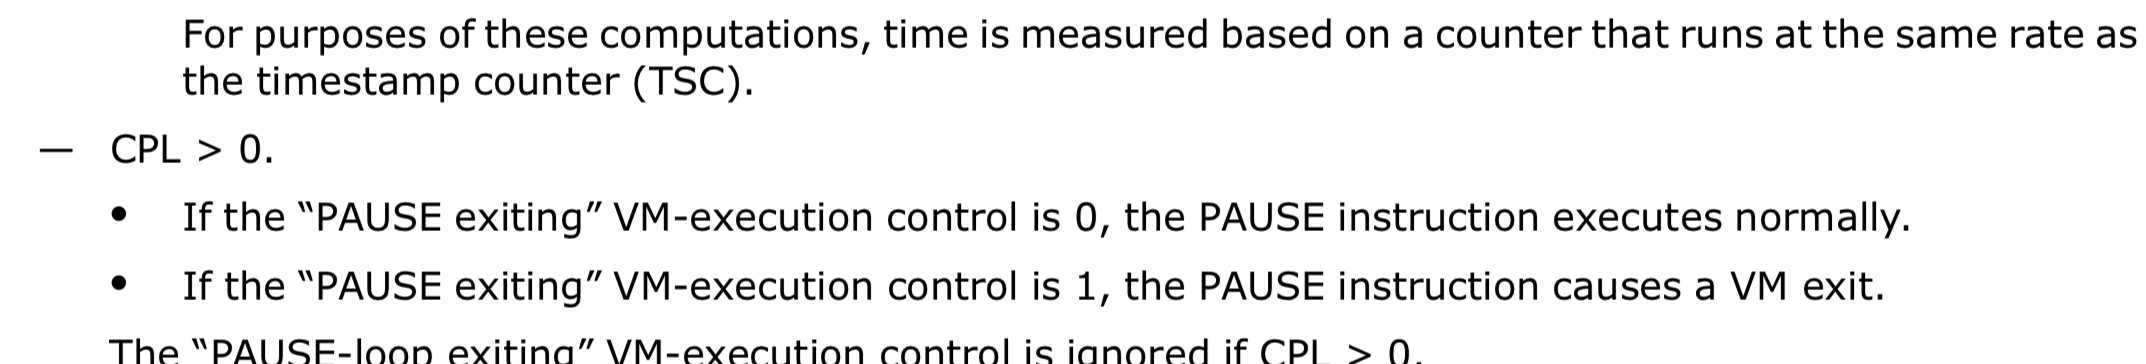 For purposes of these computations, time is measured based on a counter that runs at the same rate as
the timestamp counter (TSC).
— CPL > 0.
• If the “PAUSE exiting” VM-execution control is 0, the PAUSE instruction executes normally.
• If the “PAUSE exiting” VM-execution control is 1, the PAUSE instruction causes a VM exit.
The “PAUSE-loop exiting” VM-execution control is ignored if CPL > 0.